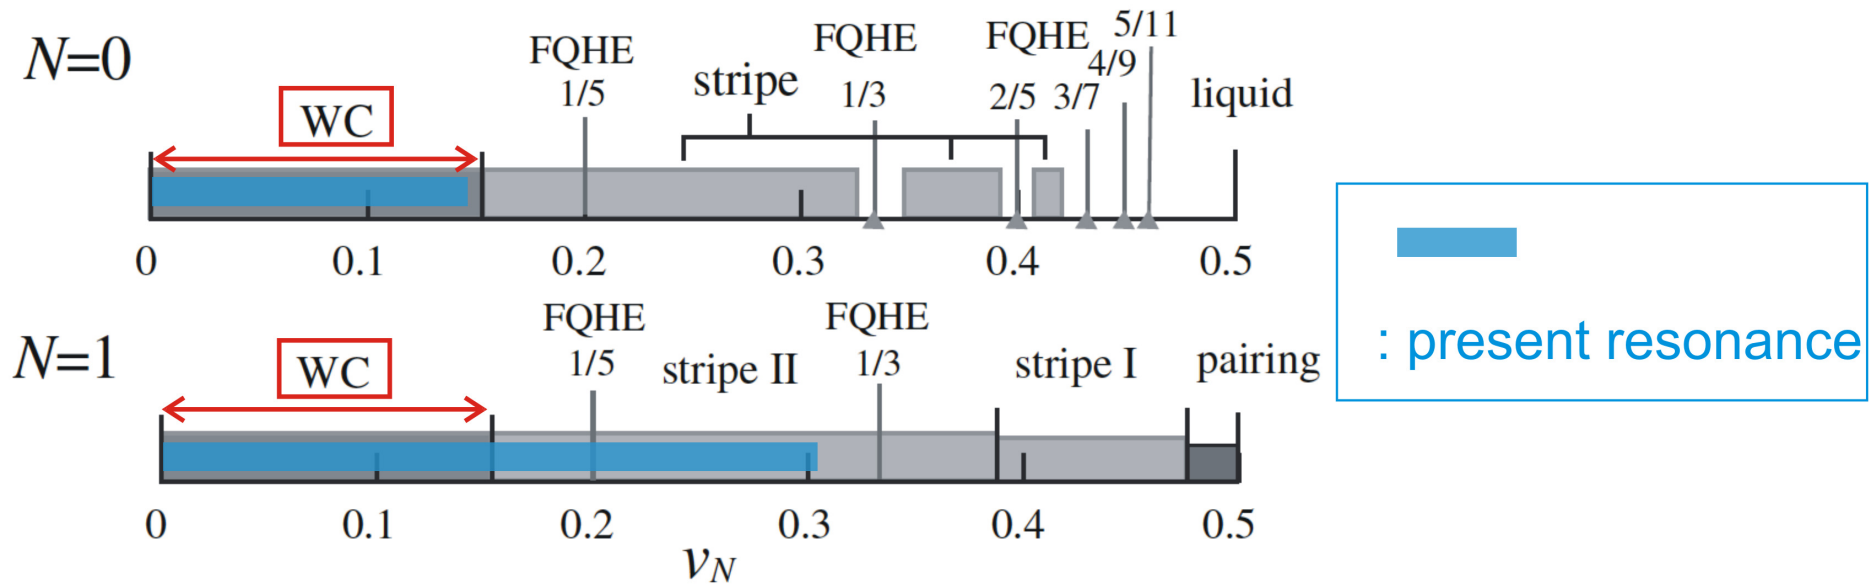 N=0
WC
FQHE
1/5
stripe
FQHE
1/3
FQHE
2/5
3/7
4/9
5/11
liquid
0 0.1 0.2 0.3 0.4 0.5
N=1
WC
FQHE
1/5
stripe II
FQHE
1/3
stripe I
pairing
0 0.1 0.2 0.3 0.4 0.5
νN
: present resonance